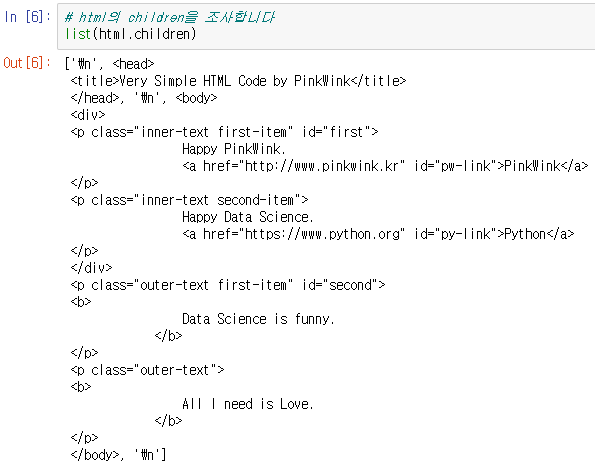 In [6]: # html의 children을 조사합니다
list(html.children)
Out[6]: ['₩n', <head>
<title>Very Simple HTML Code by PinkWink</title>
</head>, '₩n', <body>
<div>
<p class="inner-text first-item" id="first">
Happy PinkWink.
<a href="http://www.pinkwink.kr" id="pw-link">PinkWink</a>
</p>
<p class="inner-text second-item">
Happy Data Science.
<a href="https://www.python.org" id="py-link">Python</a>
</p>
</div>
<p class="outer-text first-item" id="second">
<b>
Data Science is funny.
</b>
</p>
<p class="outer-text">
<b>
All I need is Love.
</b>
</p>
</body>, '₩n']